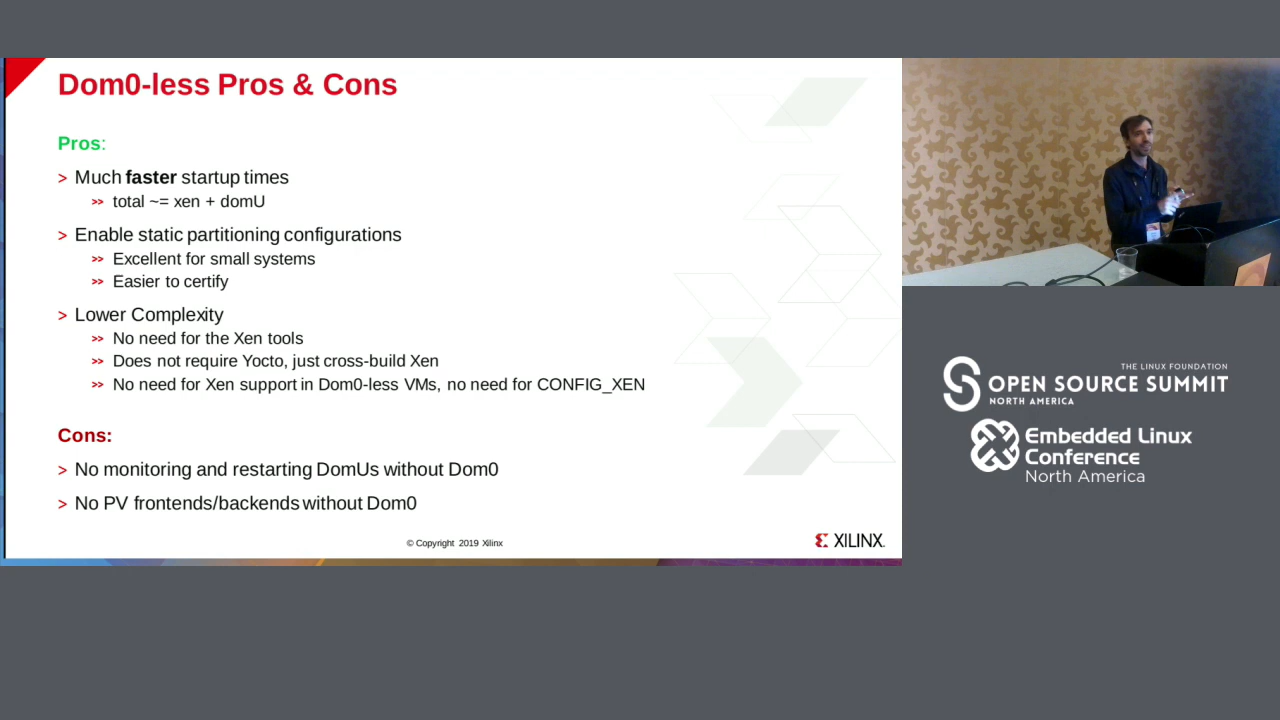 Dom0-less Pros & Cons
Pros:
> Much faster startup times
>> total ~= xen + domU
> Enable static partitioning configurations
>> Excellent for small systems
>> Easier to certify
> Lower Complexity
>> No need for the Xen tools
>> Does not require Yocto, just cross-build Xen
>> No need for Xen support in Dom0-less VMs, no need for CONFIG_XEN
Cons:
> No monitoring and restarting DomUs without Dom0
> No PV frontends/backends without Dom0
© Copyright 2019 Xilinx
XILINX
THE LINUX FOUNDATION
OPEN SOURCE SUMMIT
NORTH AMERICA
Embedded Linux
Conference
North America